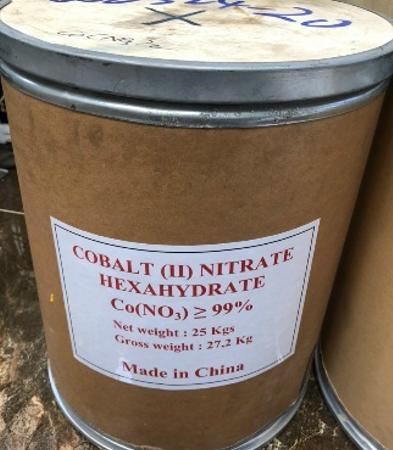 COBALT (II) NITRATE
HEXAHYDRATE
Co(NO₃) ≥ 99%
Net weight : 25 Kgs
Gross weight : 27,2 Kg
Made in China